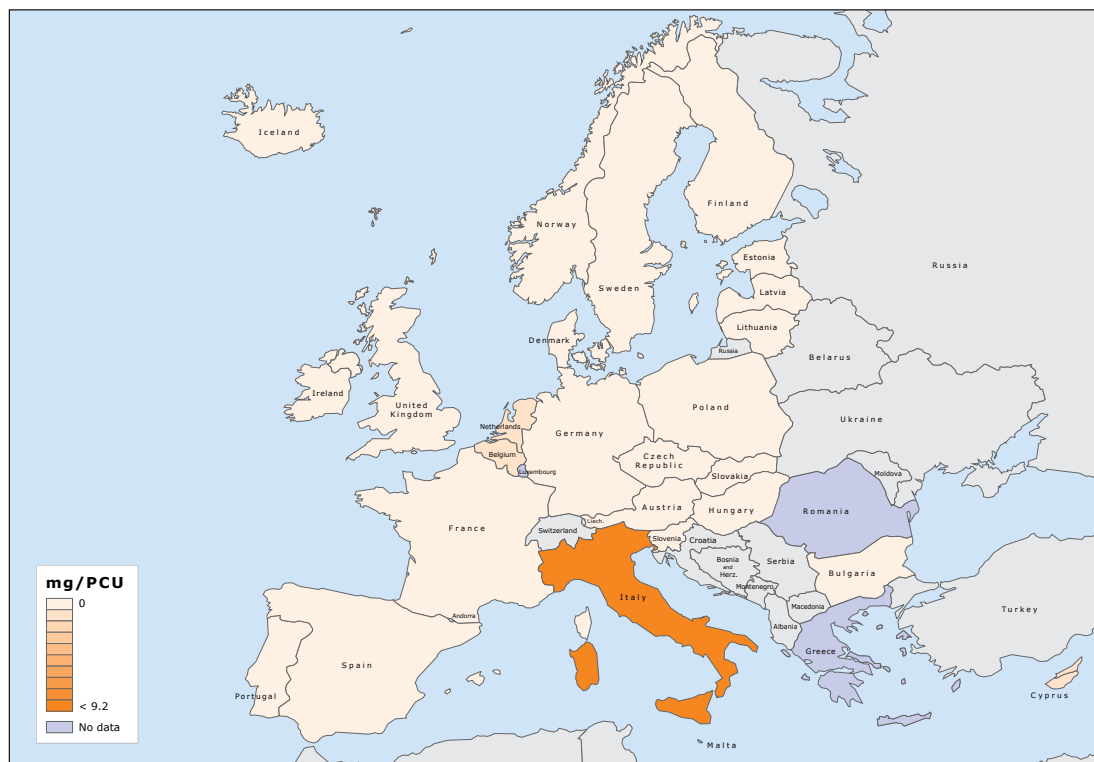 Iceland
Finland
Norway
Estonia
Russia
Sweden
Latvia
Lithuania
Denmark
Russia
Belarus
Ireland
United
Kingdom
Poland
Ukraine
Netherlands
Germany
Belgium
Czech
Republic
Luxembourg
Slovakia
Moldova
Austria
Hungary
Romania
France
Liech.
Switzerland
Slovenia
Croatia
Bosnia
and
Herz.
Serbia
Bulgaria
Montenegro
Italy
Macedonia
Turkey
Andorra
Albania
Greece
Spain
Portugal
Cyprus
Malta
mg/PCU
0
< 9.2
No data